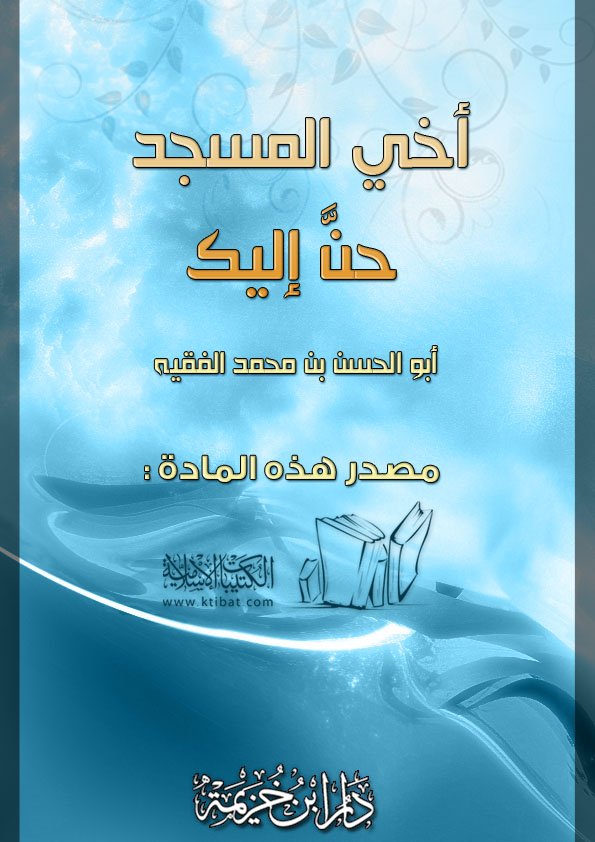 أخي المسجد
حنَّ إليك
أبو الحسن بن محمد الفقيه
مصدر هذه المادة :
الكتيبات الإسلامية
www.ktibat.com
دار ابن خزيمة